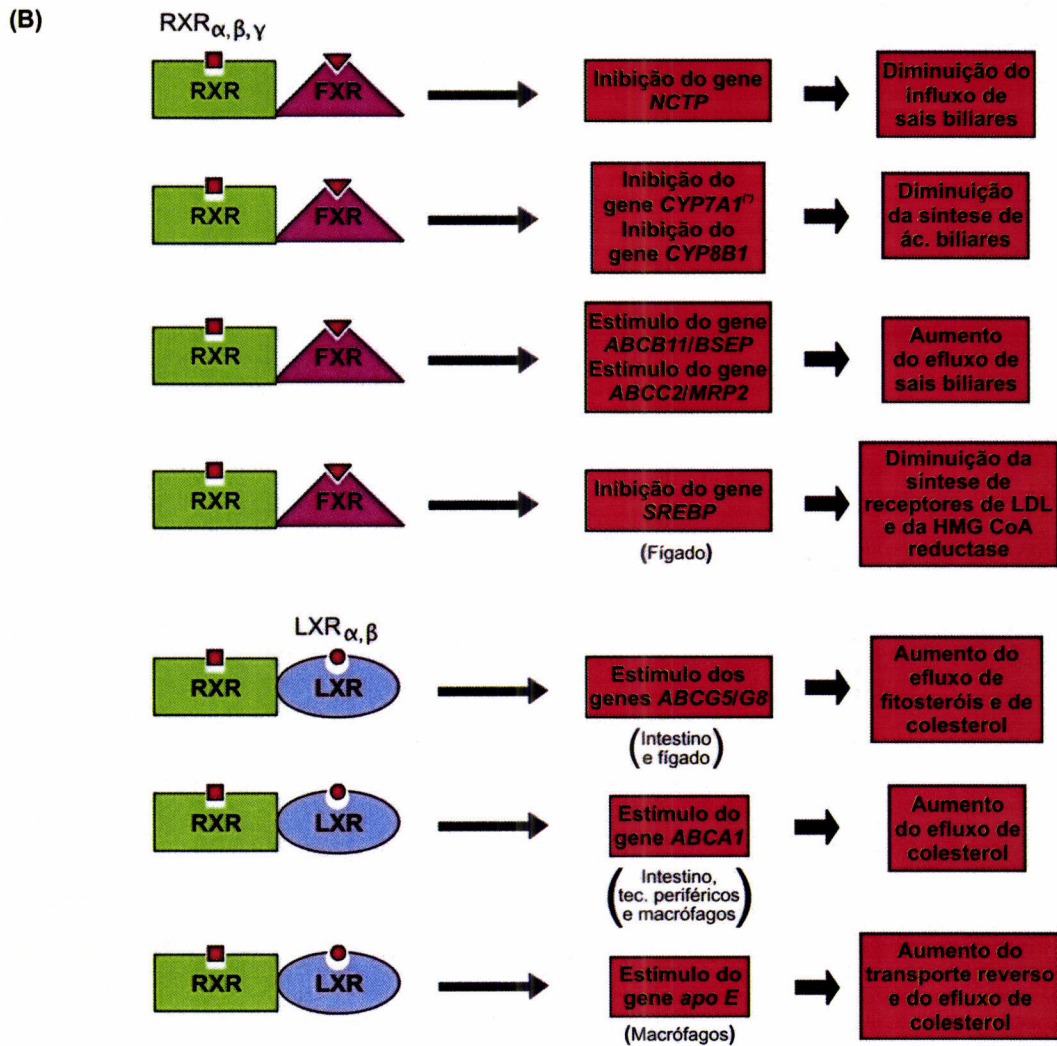 (B)
RXRα,β,γ
RXR
FXR
Inibição do gene
NCTP
Diminuição do
influxo de
sais biliares
RXR
FXR
Inibição do
gene CYP7A1(*)
Inibição do
gene CYP8B1
Diminuição
da síntese de
ác. biliares
RXR
FXR
Estímulo do gene
ABCB11/BSEP
Estímulo do gene
ABCC2/MRP2
Aumento
do efluxo de
sais biliares
RXR
FXR
Inibição do gene
SREBP
(Fígado)
Diminuição da
síntese de
receptores de LDL
e da HMG CoA
reductase
LXRα,β
RXR
LXR
Estímulo dos
genes ABCG5/G8
(Intestino
e fígado)
Aumento do
efluxo de
fitosteróis e de
colesterol
RXR
LXR
Estímulo do
gene ABCA1
(Intestino,
tec. periféricos
e macrófagos)
Aumento
do efluxo de
colesterol
RXR
LXR
Estímulo do
gene apo E
(Macrófagos)
Aumento do
transporte reverso
e do efluxo de
colesterol